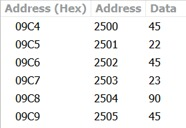 Address (Hex) Address Data
09C4 2500 45
09C5 2501 22
09C6 2502 45
09C7 2503 23
09C8 2504 90
09C9 2505 45